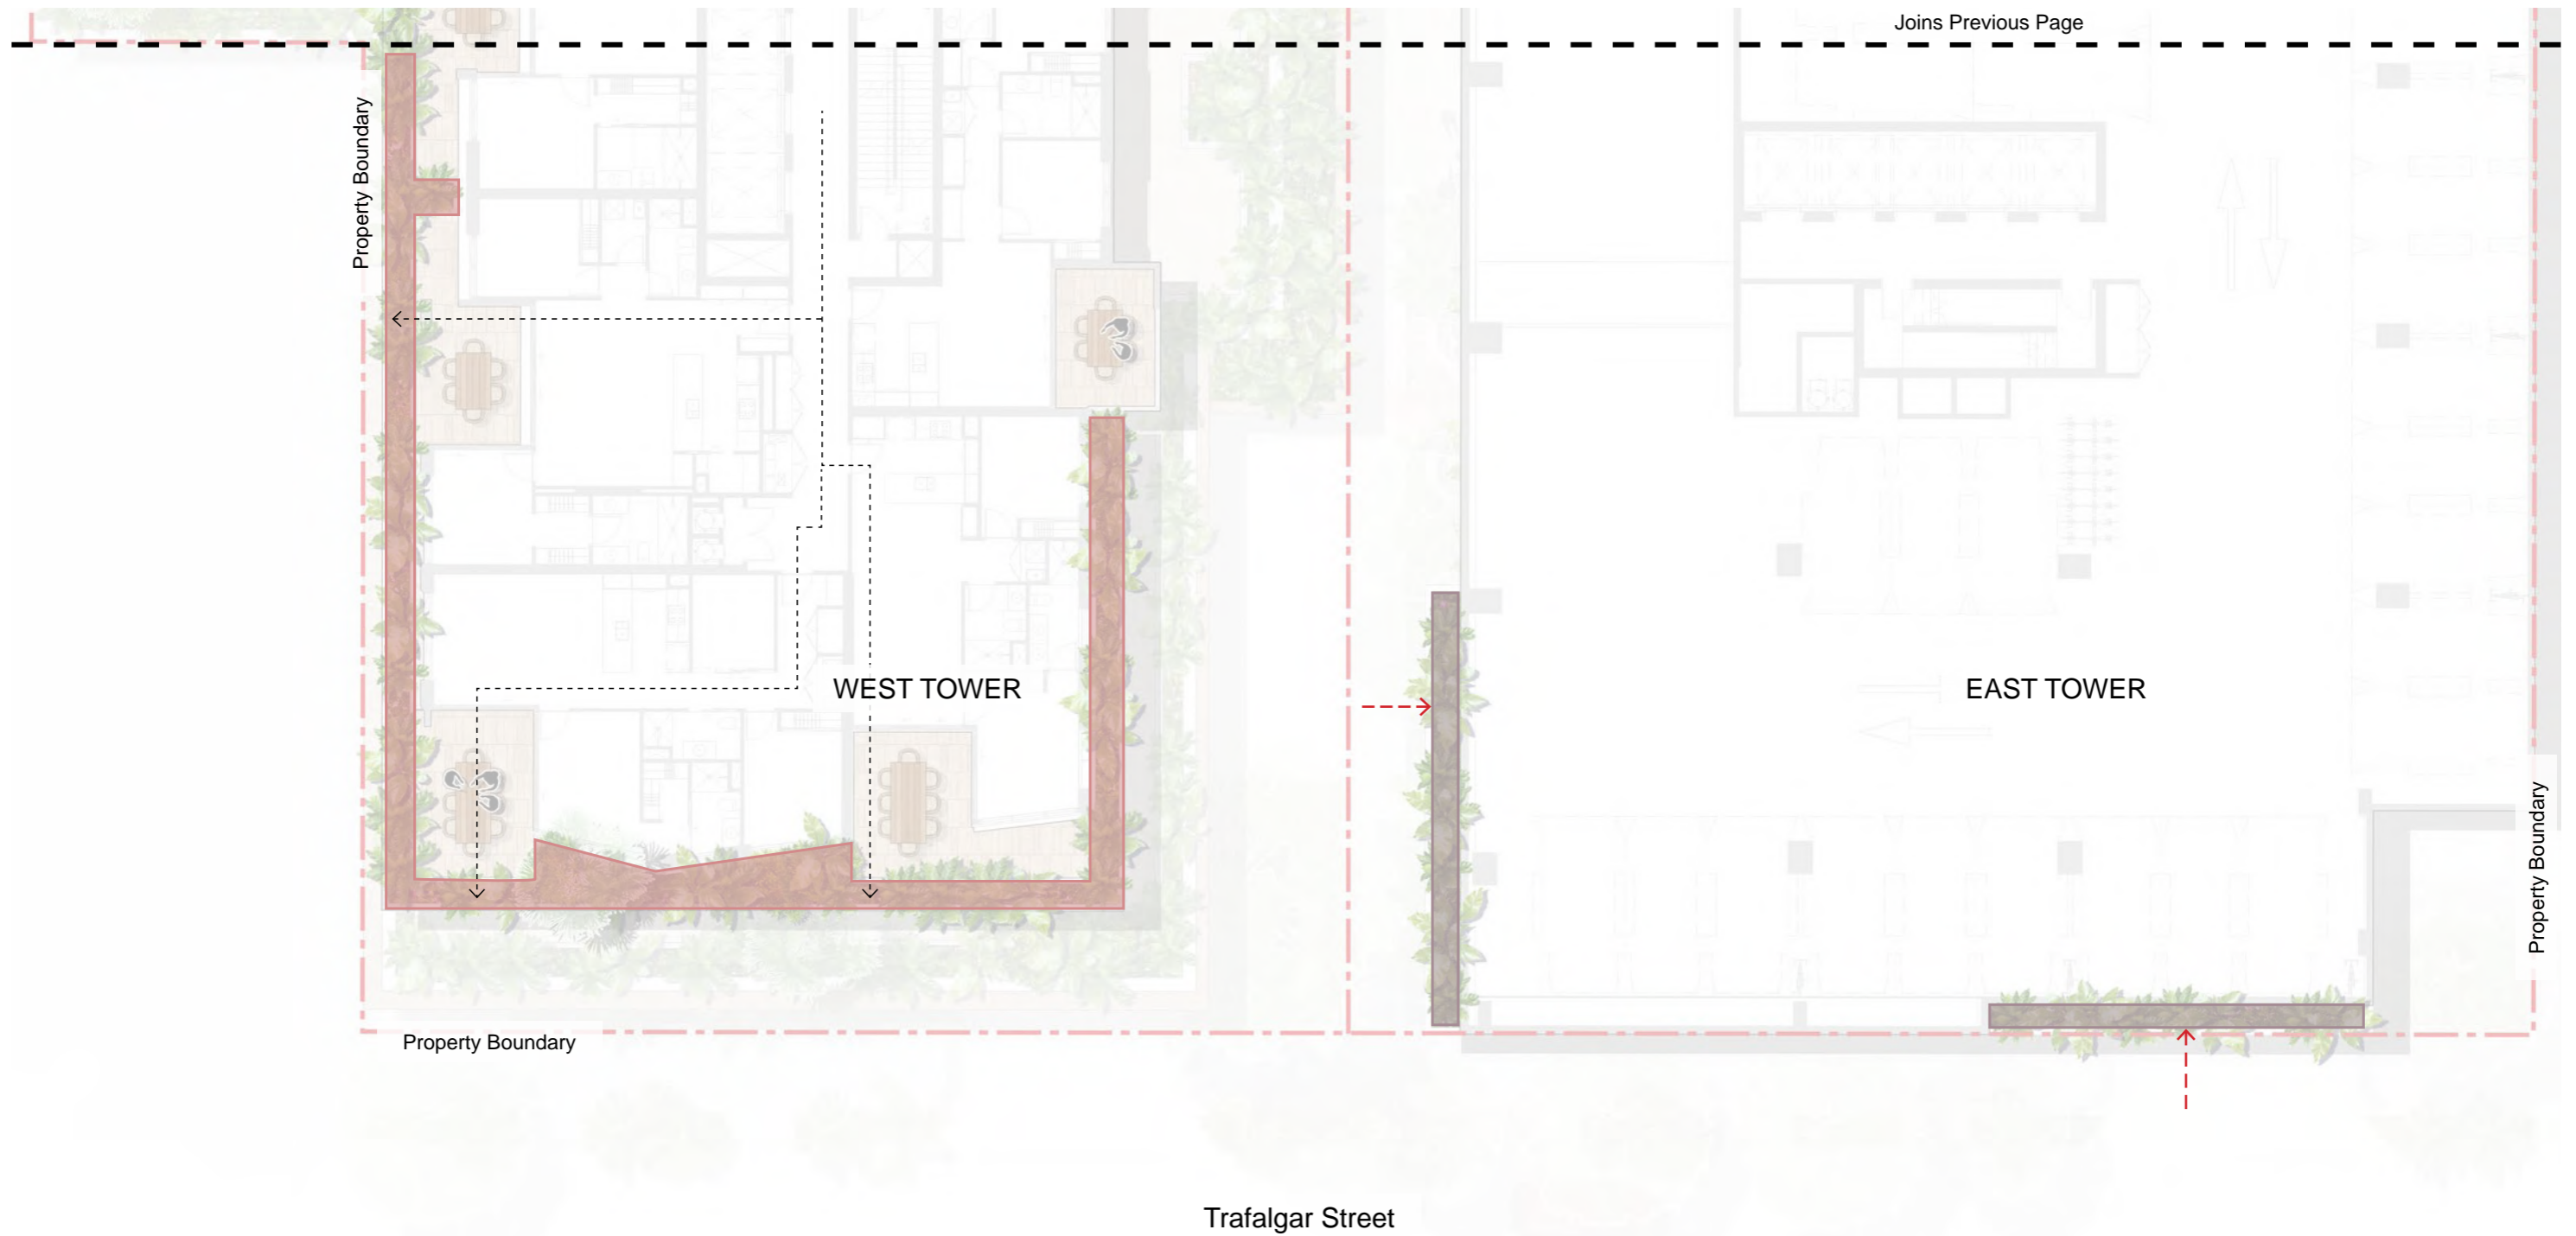 Joins Previous Page
Property Boundary
WEST TOWER
EAST TOWER
Property Boundary
Property Boundary
Trafalgar Street